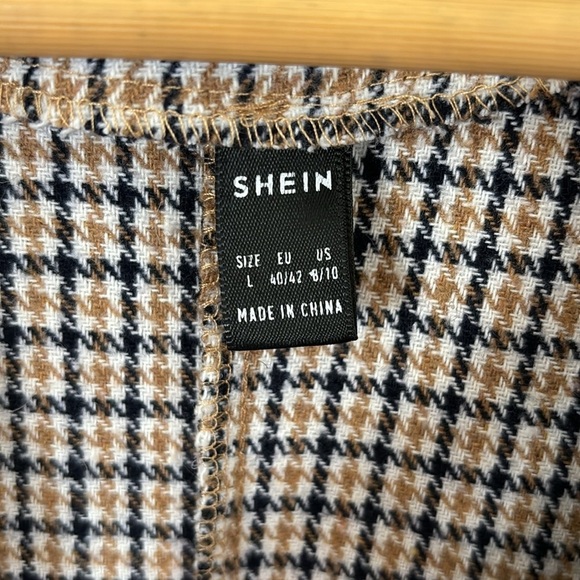 SHEIN
SIZE EU US
L 40/42 8/10
MADE IN CHINA